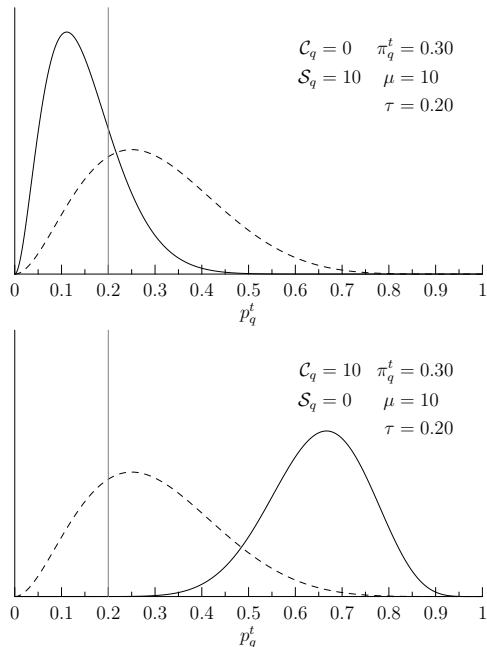 𝒞_q = 0 π_q^t = 0.30
𝒮_q = 10 μ = 10
τ = 0.20
0 0.1 0.2 0.3 0.4 0.5 0.6 0.7 0.8 0.9 1
p_q^t
𝒞_q = 10 π_q^t = 0.30
𝒮_q = 0 μ = 10
τ = 0.20
0 0.1 0.2 0.3 0.4 0.5 0.6 0.7 0.8 0.9 1
p_q^t